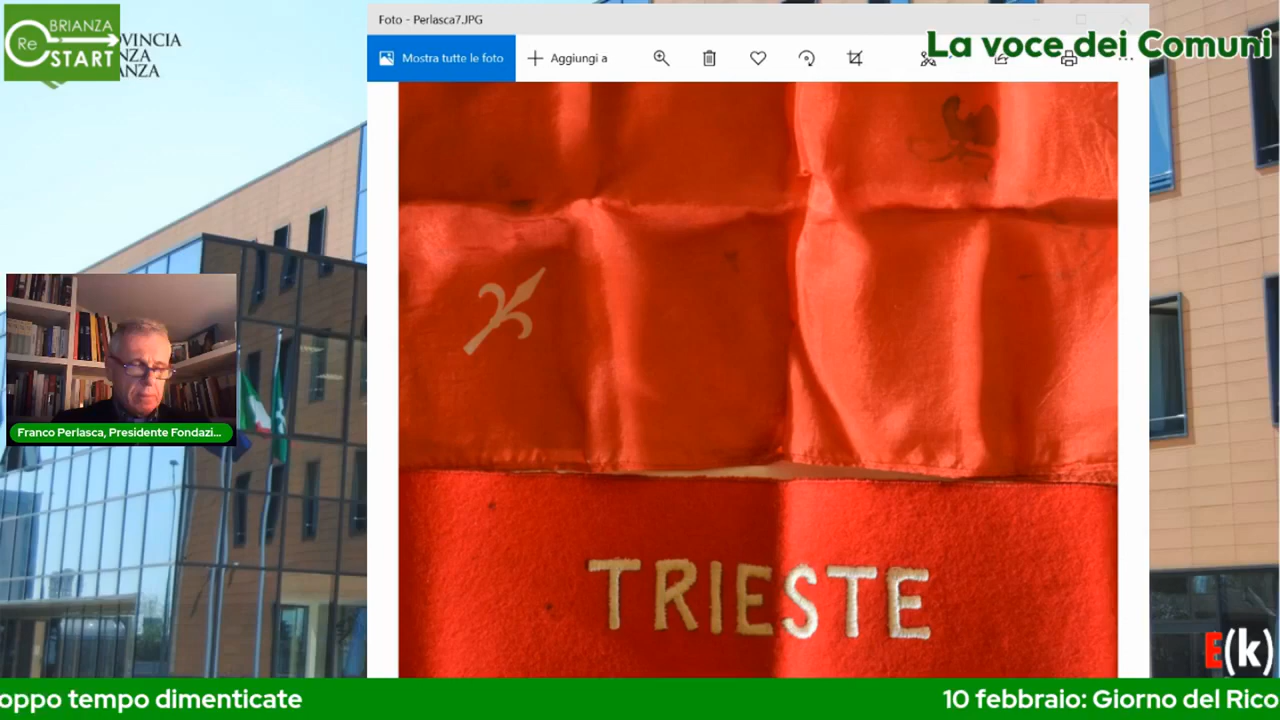 BRIANZA
Re
START
VINCIA
NZA
ANZA
Foto - Perlasca7.JPG
Mostra tutte le foto
Aggiungi a
La voce dei Comuni
Franco Perlasca, Presidente Fondazi...
TRIESTE
E(k)
oppo tempo dimenticate
10 febbraio: Giorno del Rico